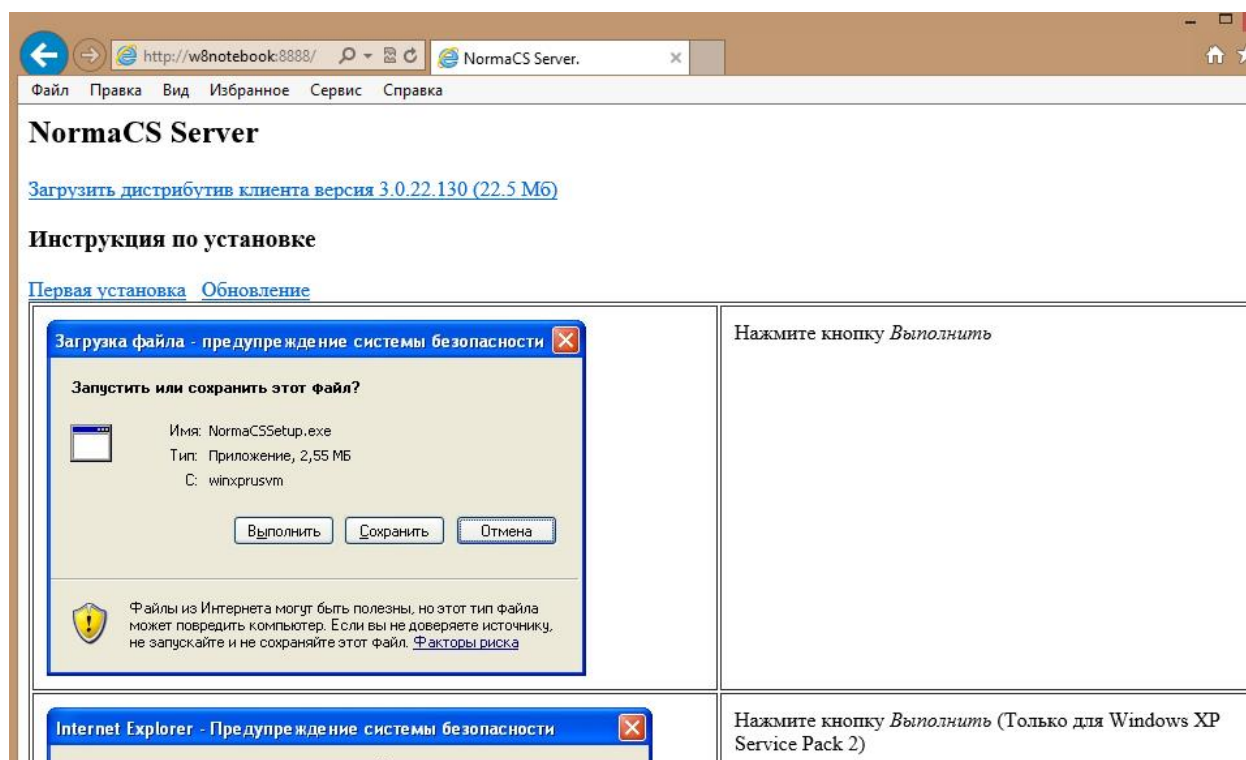 http://w8notebook:8888/
NormaCS Server.
Файл Правка Вид Избранное Сервис Справка
NormaCS Server
Загрузить дистрибутив клиента версия 3.0.22.130 (22.5 Мб)
Инструкция по установке
Первая установка Обновление
Загрузка файла - предупреждение системы безопасности
Нажмите кнопку Выполнить
Запустить или сохранить этот файл?
Имя: NormaCSSetup.exe
Тип: Приложение, 2,55 МБ
С: winxprusvm
Выполнить Сохранить Отмена
Файлы из Интернета могут быть полезны, но этот тип файла
может повредить компьютер. Если вы не доверяете источнику,
не запускайте и не сохраняйте этот файл. Факторы риска
Internet Explorer - Предупреждение системы безопасности
Нажмите кнопку Выполнить (Только для Windows XP
Service Pack 2)